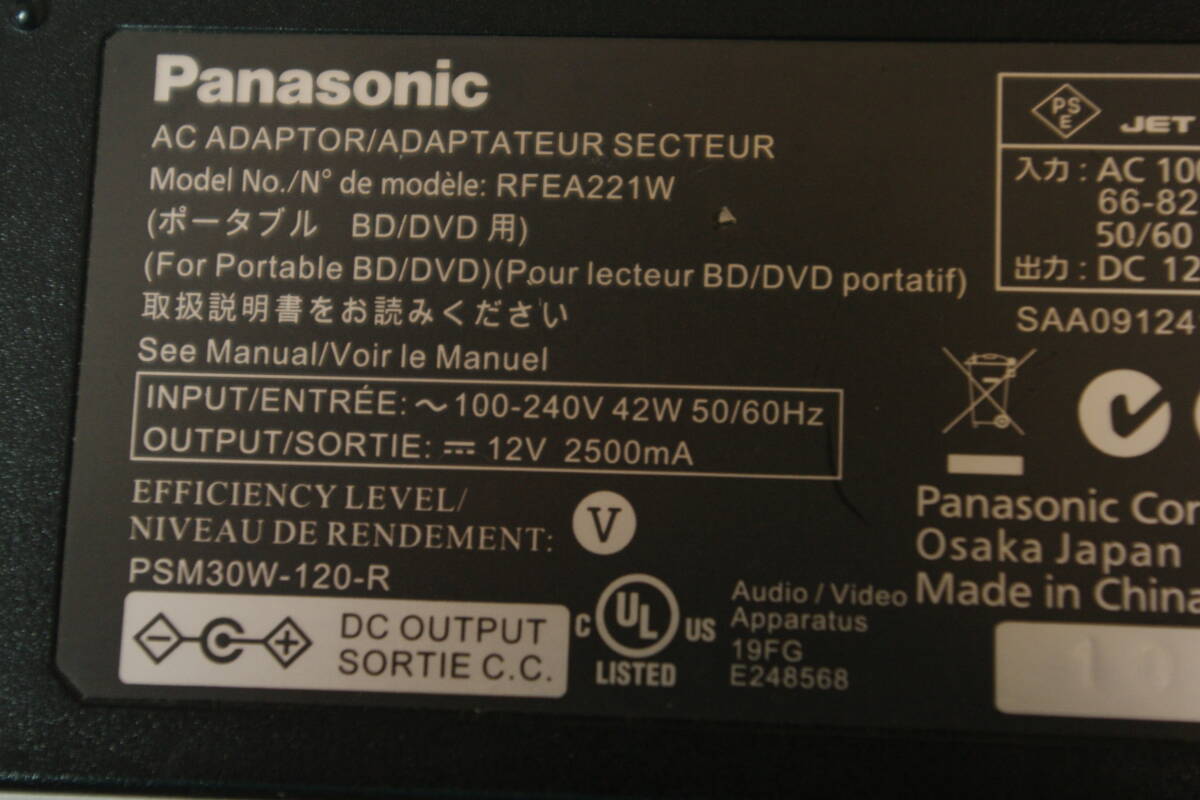 Panasonic
AC ADAPTOR/ADAPTATEUR SECTEUR
Model No./N° de modèle: RFEA221W
(ポータブル BD/DVD 用)
(For Portable BD/DVD)(Pour lecteur BD/DVD portatif)
取扱説明書をお読みください
See Manual/Voir le Manuel
INPUT/ENTRÉE: ～100-240V 42W 50/60Hz
OUTPUT/SORTIE: ⎓ 12V 2500mA
EFFICIENCY LEVEL/
NIVEAU DE RENDEMENT: V
PSM30W-120-R
DC OUTPUT
SORTIE C.C.
C UL US
LISTED
Audio / Video
Apparatus
19FG
E248568
PSE JET
入力 : AC 100
66-82
50/60
出力 : DC 12
SAA09124
Panasonic Cor
Osaka Japan
Made in China